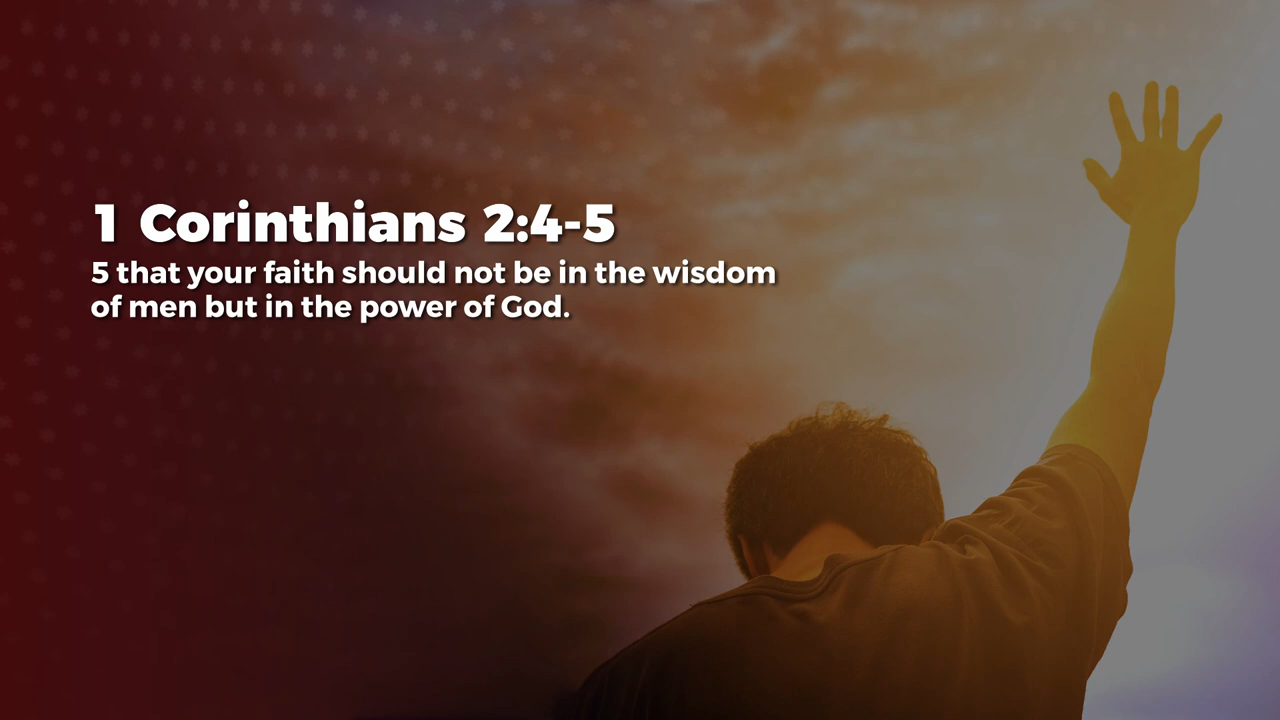 1 Corinthians 2:4-5
5 that your faith should not be in the wisdom
of men but in the power of God.